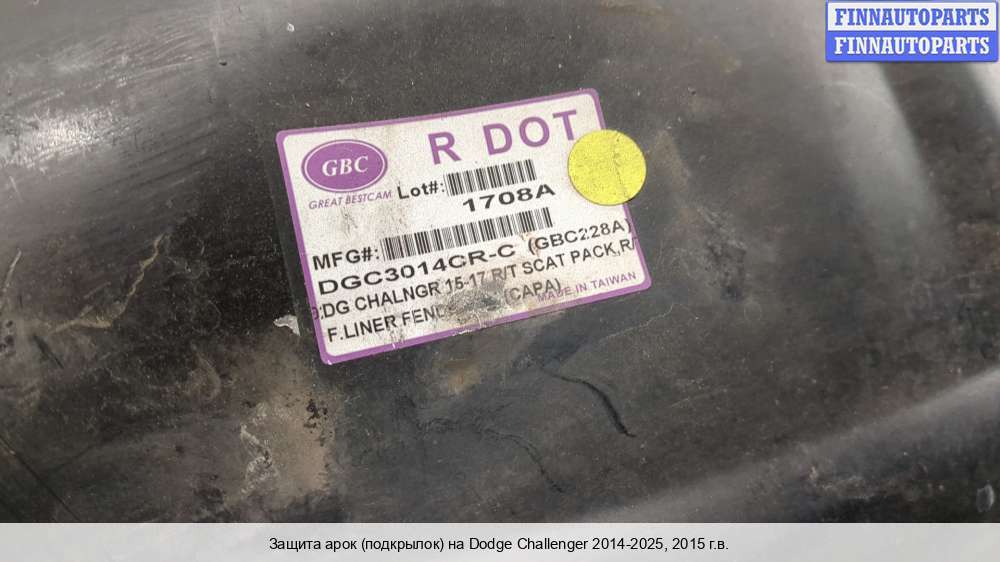 FINNAUTOPARTS
FINNAUTOPARTS
R DOT
GBC
GREAT BESTCAM
Lot#:
1708A
MFG#:
DGC3014CR-C (GBC228A)
DG CHALNGR 15-17 R/T SCAT PACK,R/
F.LINER (CAPA)
MADE IN TAIWAN
Защита арок (подкрылок) на Dodge Challenger 2014-2025, 2015 г.в.